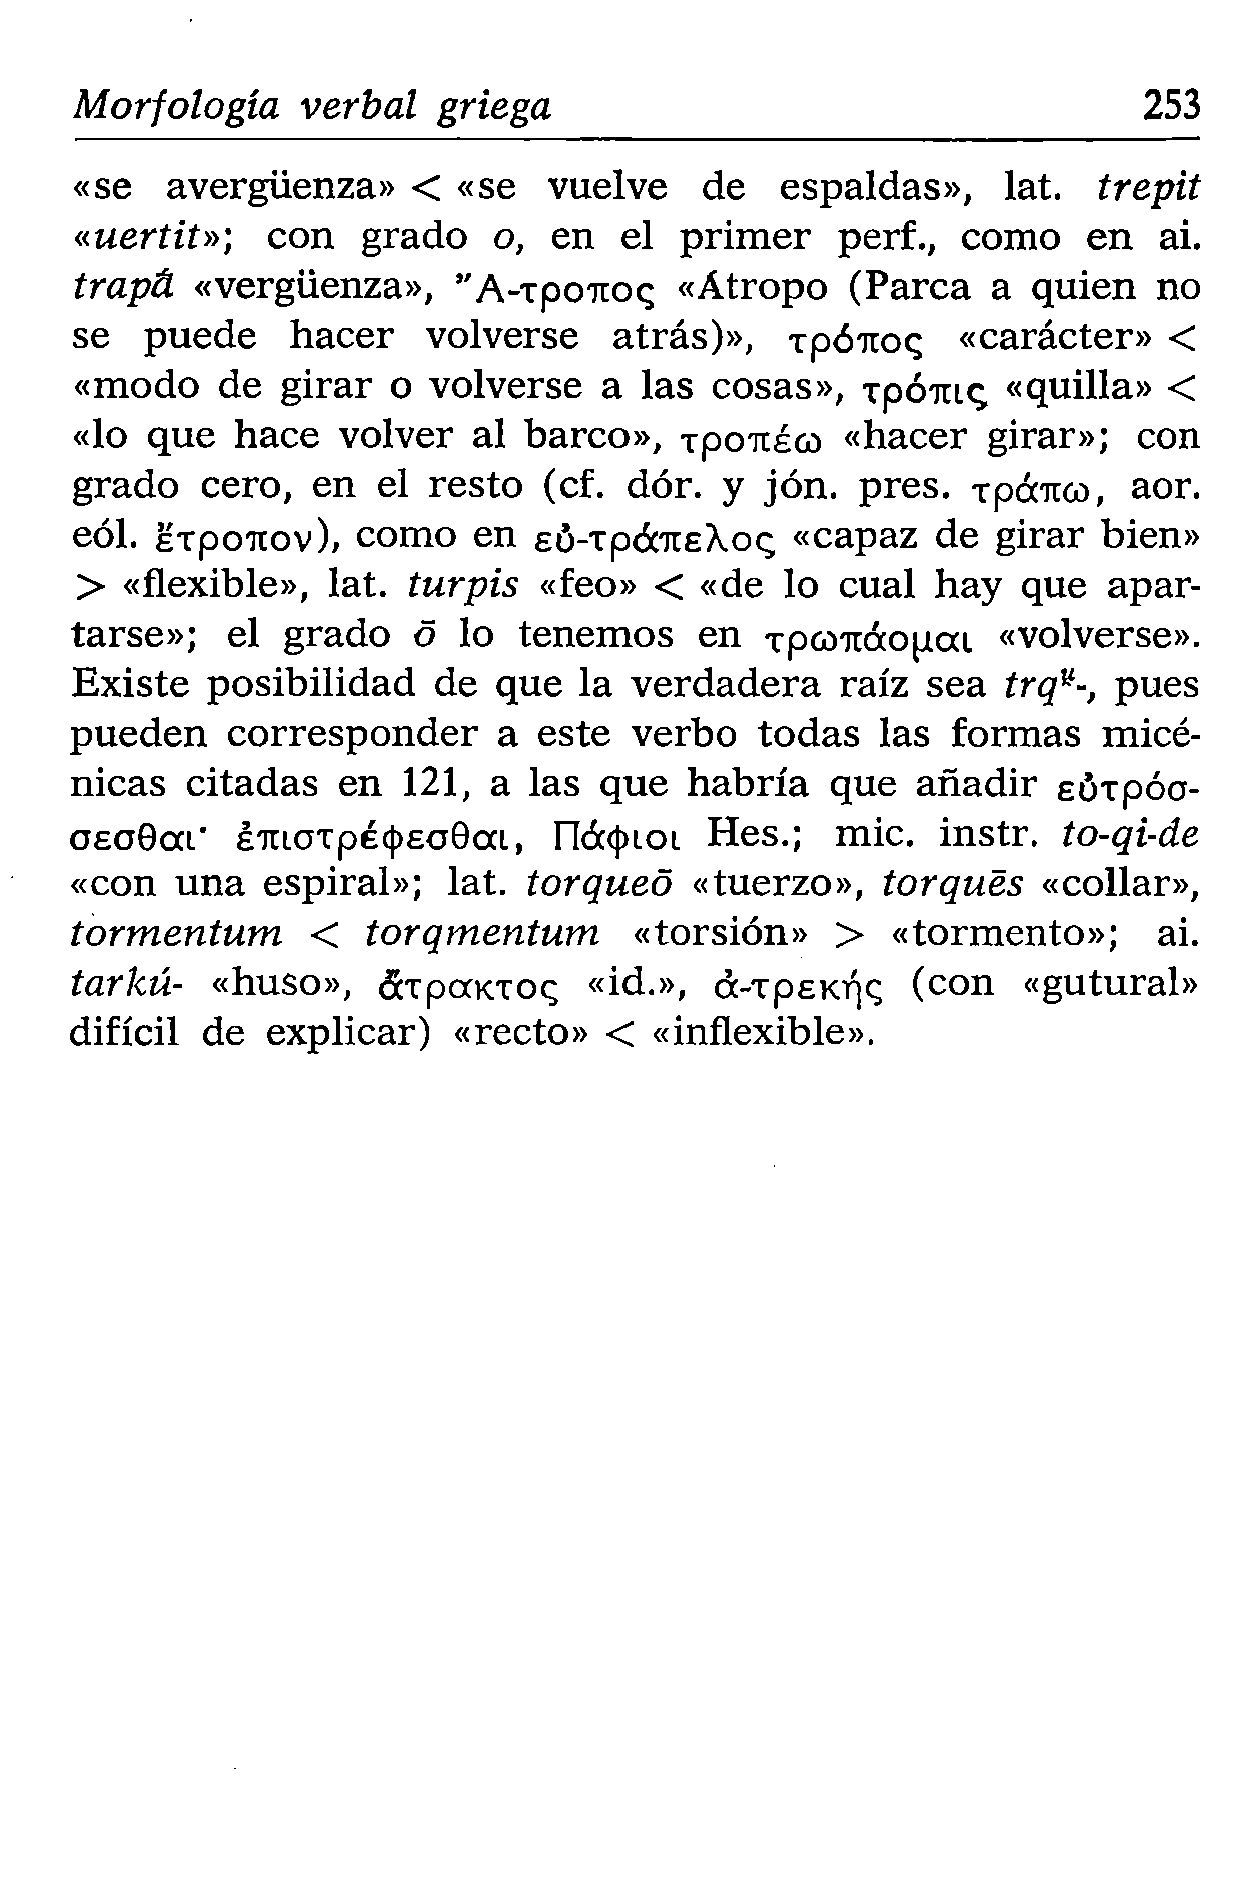 Morfología verbal griega 253
«se avergüenza» < «se vuelve de espaldas», lat. trepit
«uertit»; con grado o, en el primer perf., como en ai.
trapā́ «vergüenza», Ἄ-τροπος «Átropo (Parca a quien no
se puede hacer volverse atrás)», τρόπος «carácter» <
«modo de girar o volverse a las cosas», τρόπις «quilla» <
«lo que hace volver al barco», τροπέω «hacer girar»; con
grado cero, en el resto (cf. dór. y jón. pres. τράπω, aor.
eól. ἔτροπον), como en εὐ-τράπελος «capaz de girar bien»
> «flexible», lat. turpis «feo» < «de lo cual hay que apar-
tarse»; el grado ō lo tenemos en τρωπάομαι «volverse».
Existe posibilidad de que la verdadera raíz sea trqᵘ̯-, pues
pueden corresponder a este verbo todas las formas micé-
nicas citadas en 121, a las que habría que añadir εὐτρόσ-
σεσθαι· ἐπιστρέφεσθαι, Πάφιοι Hes.; mic. instr. to-qi-de
«con una espiral»; lat. torqueō «tuerzo», torquēs «collar»,
tormentum < torqmentum «torsión» > «tormento»; ai.
tarkú- «huso», ἄτρακτος «id.», ἀ-τρεκής (con «gutural»
difícil de explicar) «recto» < «inflexible».